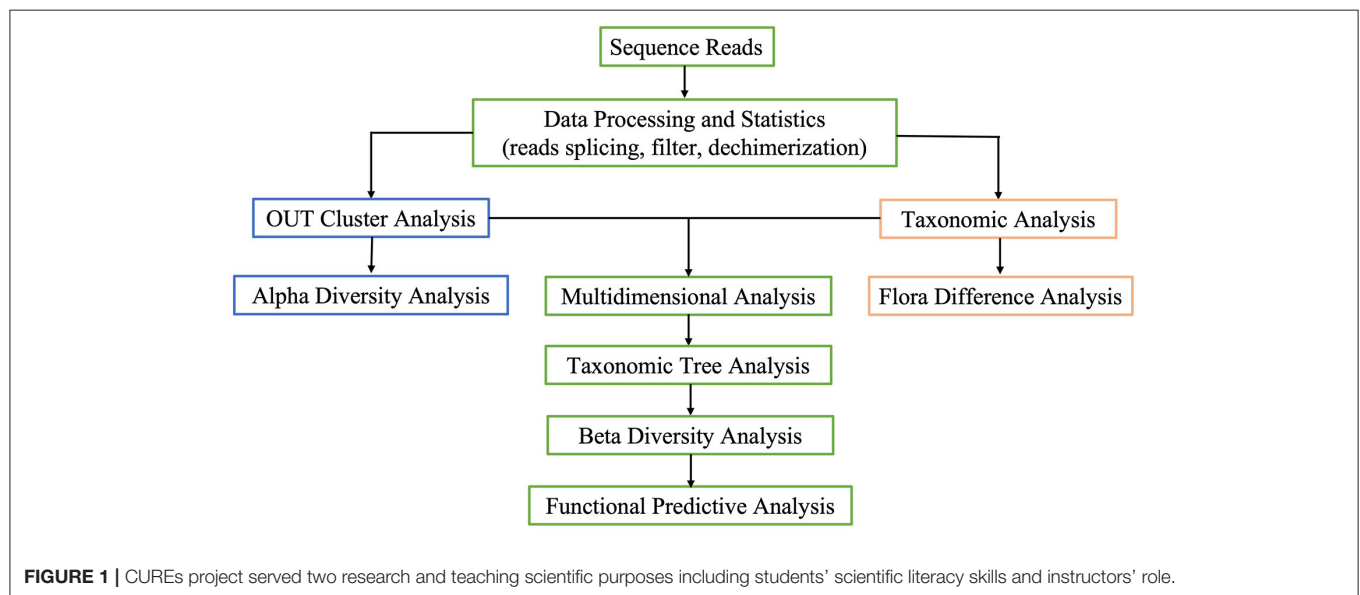 Sequence Reads
Data Processing and Statistics
(reads splicing, filter, dechimerization)
OUT Cluster Analysis
Taxonomic Analysis
Alpha Diversity Analysis
Multidimensional Analysis
Flora Difference Analysis
Taxonomic Tree Analysis
Beta Diversity Analysis
Functional Predictive Analysis
FIGURE 1 | CUREs project served two research and teaching scientific purposes including students’ scientific literacy skills and instructors’ role.